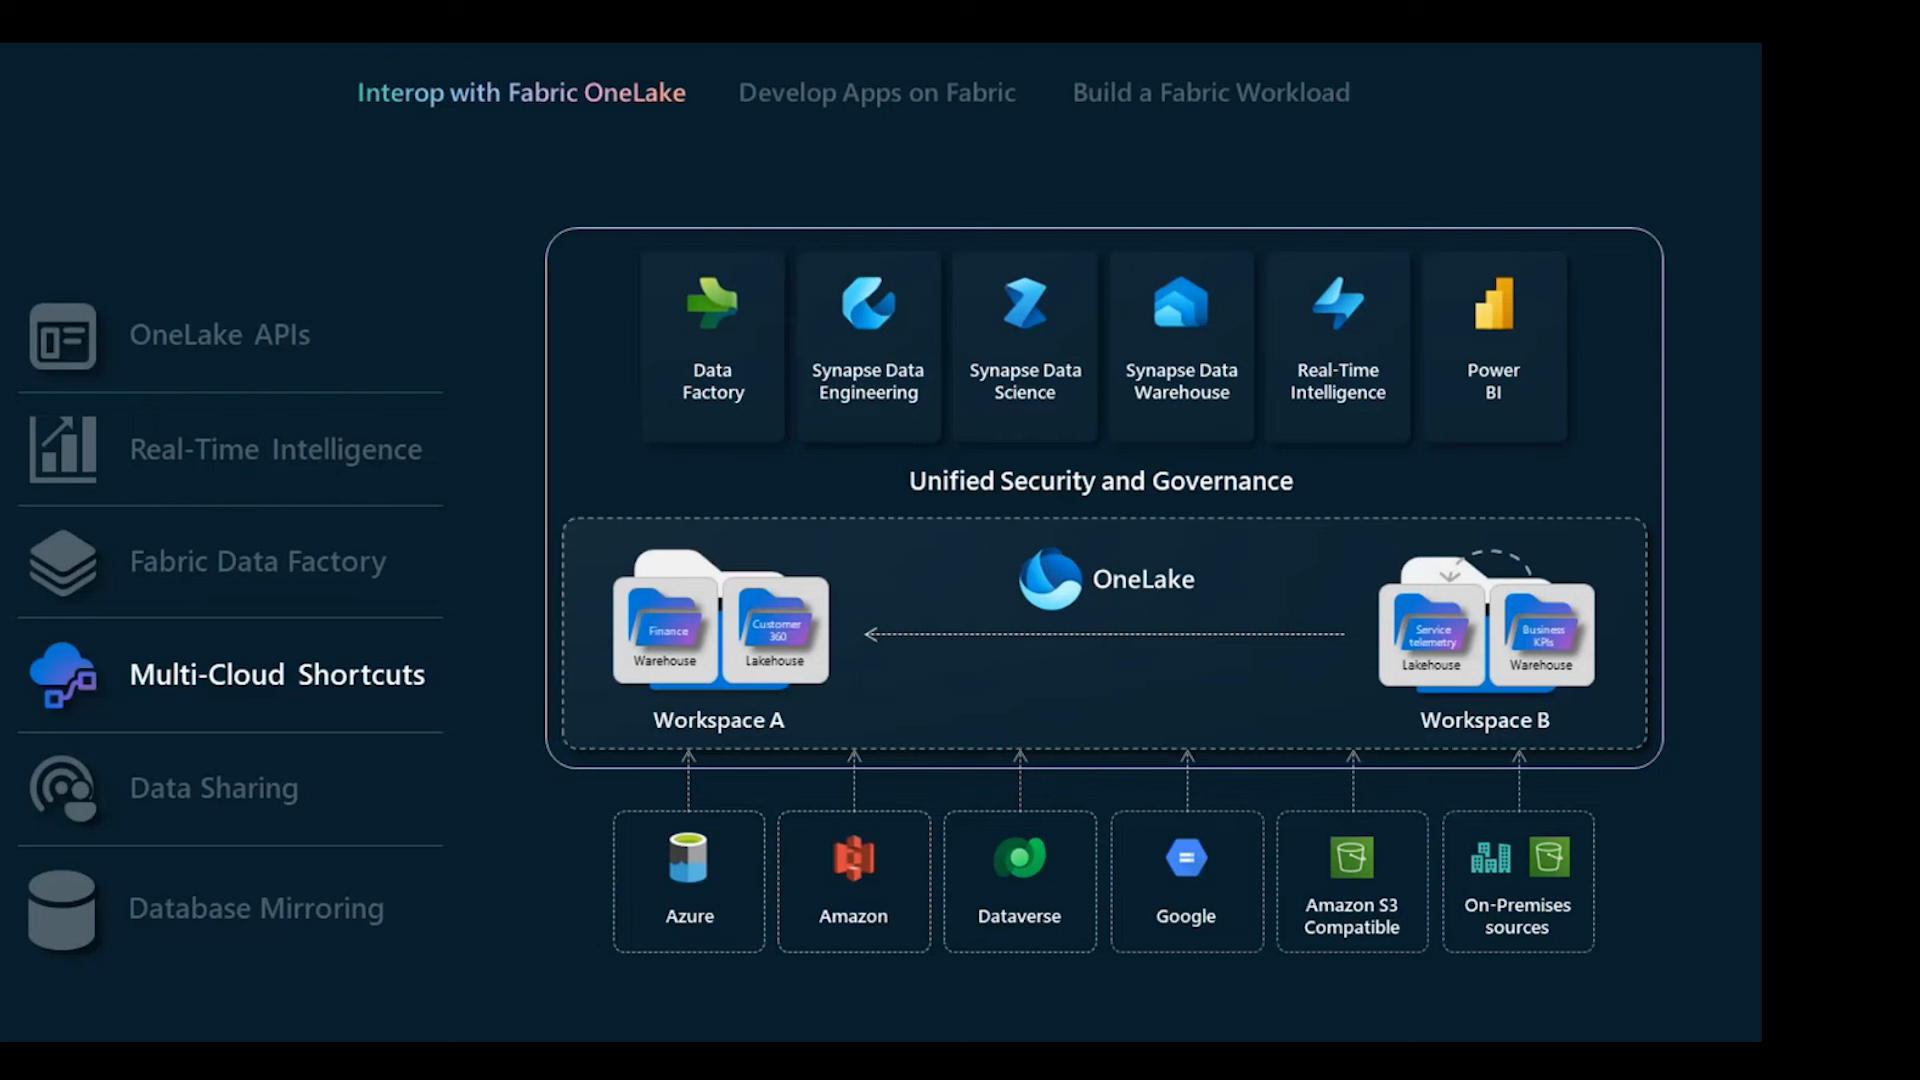 Interop with Fabric OneLake
Develop Apps on Fabric
Build a Fabric Workload
OneLake APIs
Real-Time Intelligence
Fabric Data Factory
Multi-Cloud Shortcuts
Data Sharing
Database Mirroring
Data
Factory
Synapse Data
Engineering
Synapse Data
Science
Synapse Data
Warehouse
Real-Time
Intelligence
Power
BI
Unified Security and Governance
OneLake
Finance
Warehouse
Customer
360
Lakehouse
Workspace A
Service
telemetry
Lakehouse
Business
KPIs
Warehouse
Workspace B
Azure
Amazon
Dataverse
Google
Amazon S3
Compatible
On-Premises
sources